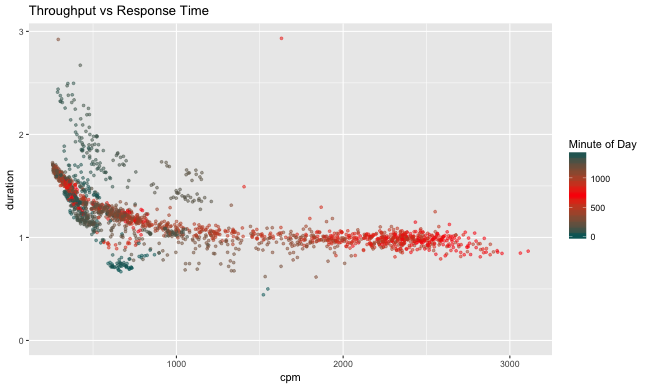 Throughput vs Response Time
3
2
1
0
duration
1000
2000
3000
cpm
Minute of Day
1000
500
0